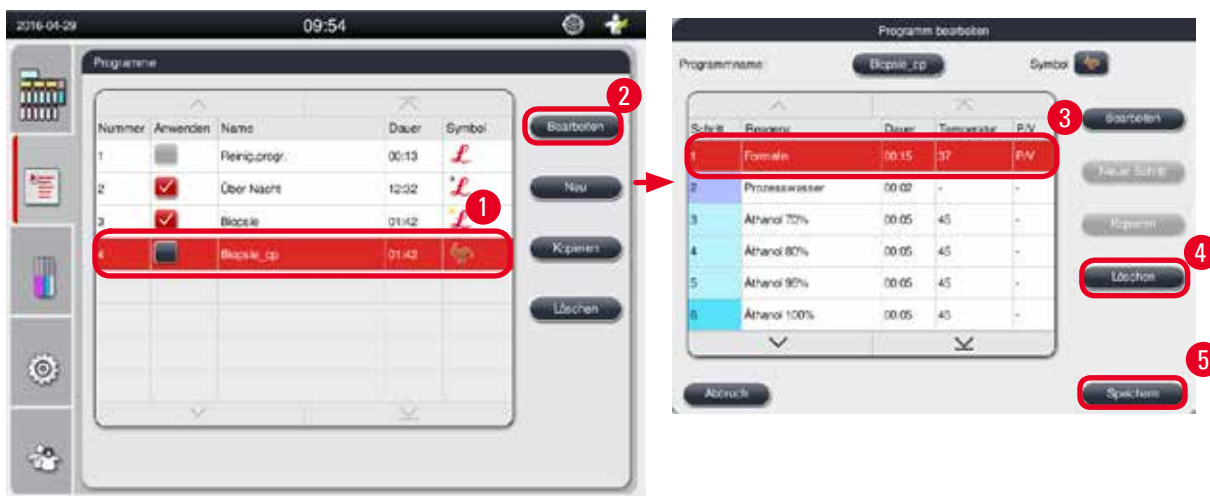 2016-04-29 09:54
Programme
Nummer Anwenden Name Dauer Symbol
1 Reinig.progr. 00:13
2 Über Nacht 12:32
3 Biopsie 01:42
4 Biopsie_cp 01:42
Bearbeiten
Neu
Kopieren
Löschen
1
2
Programm bearbeiten
Programmname: Biopsie_cp Symbol
Schritt Reagenz Dauer Temperatur P/V
1 Formalin 00:15 37 P/V
2 Prozesswasser 00:02 - -
3 Äthanol 70% 00:05 45 -
4 Äthanol 80% 00:05 45 -
5 Äthanol 95% 00:05 45 -
6 Äthanol 100% 00:05 45 -
Bearbeiten
Neuer Schritt
Kopieren
Löschen
Abbruch
Speichern
3
4
5